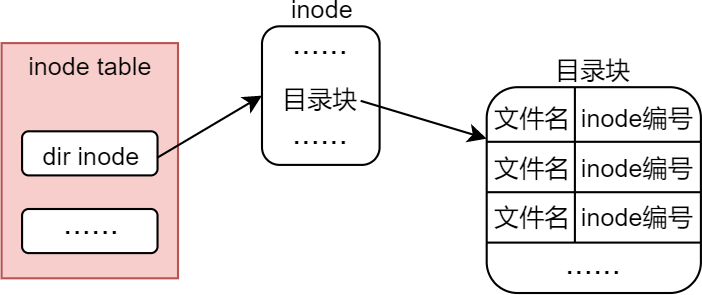 inode table
dir inode
……
inode
……
目录块
……
目录块
文件名 inode编号
文件名 inode编号
文件名 inode编号
……